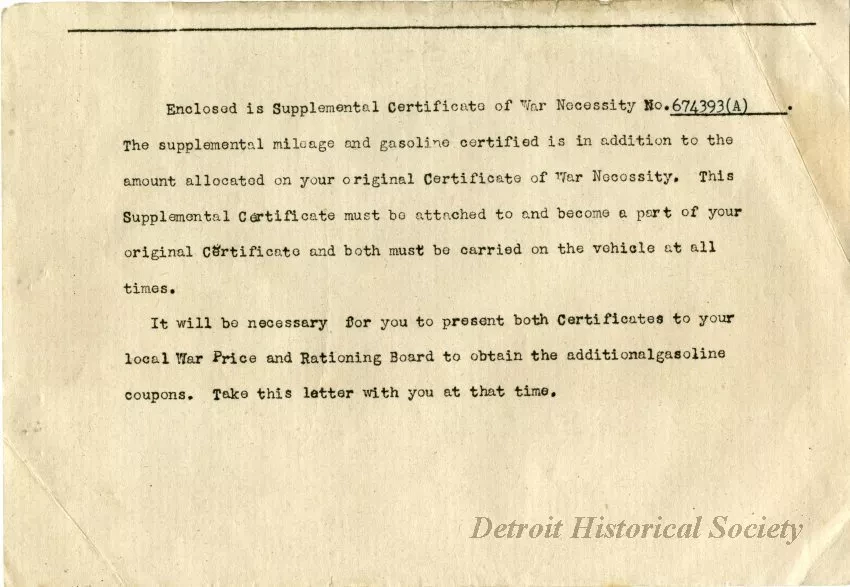 Enclosed is Supplemental Certificate of War Necessity No. 674393(A) .
The supplemental mileage and gasoline certified is in addition to the
amount allocated on your original Certificate of War Necessity. This
Supplemental Certificate must be attached to and become a part of your
original Certificate and both must be carried on the vehicle at all
times.
It will be necessary for you to present both Certificates to your
local War Price and Rationing Board to obtain the additionalgasoline
coupons. Take this letter with you at that time.
Detroit Historical Society